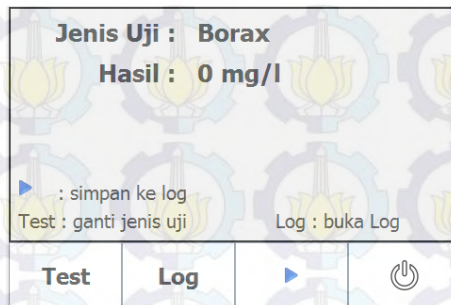 Jenis Uji : Borax
Hasil : 0 mg/l
: simpan ke log
Test : ganti jenis uji Log : buka Log
Test Log